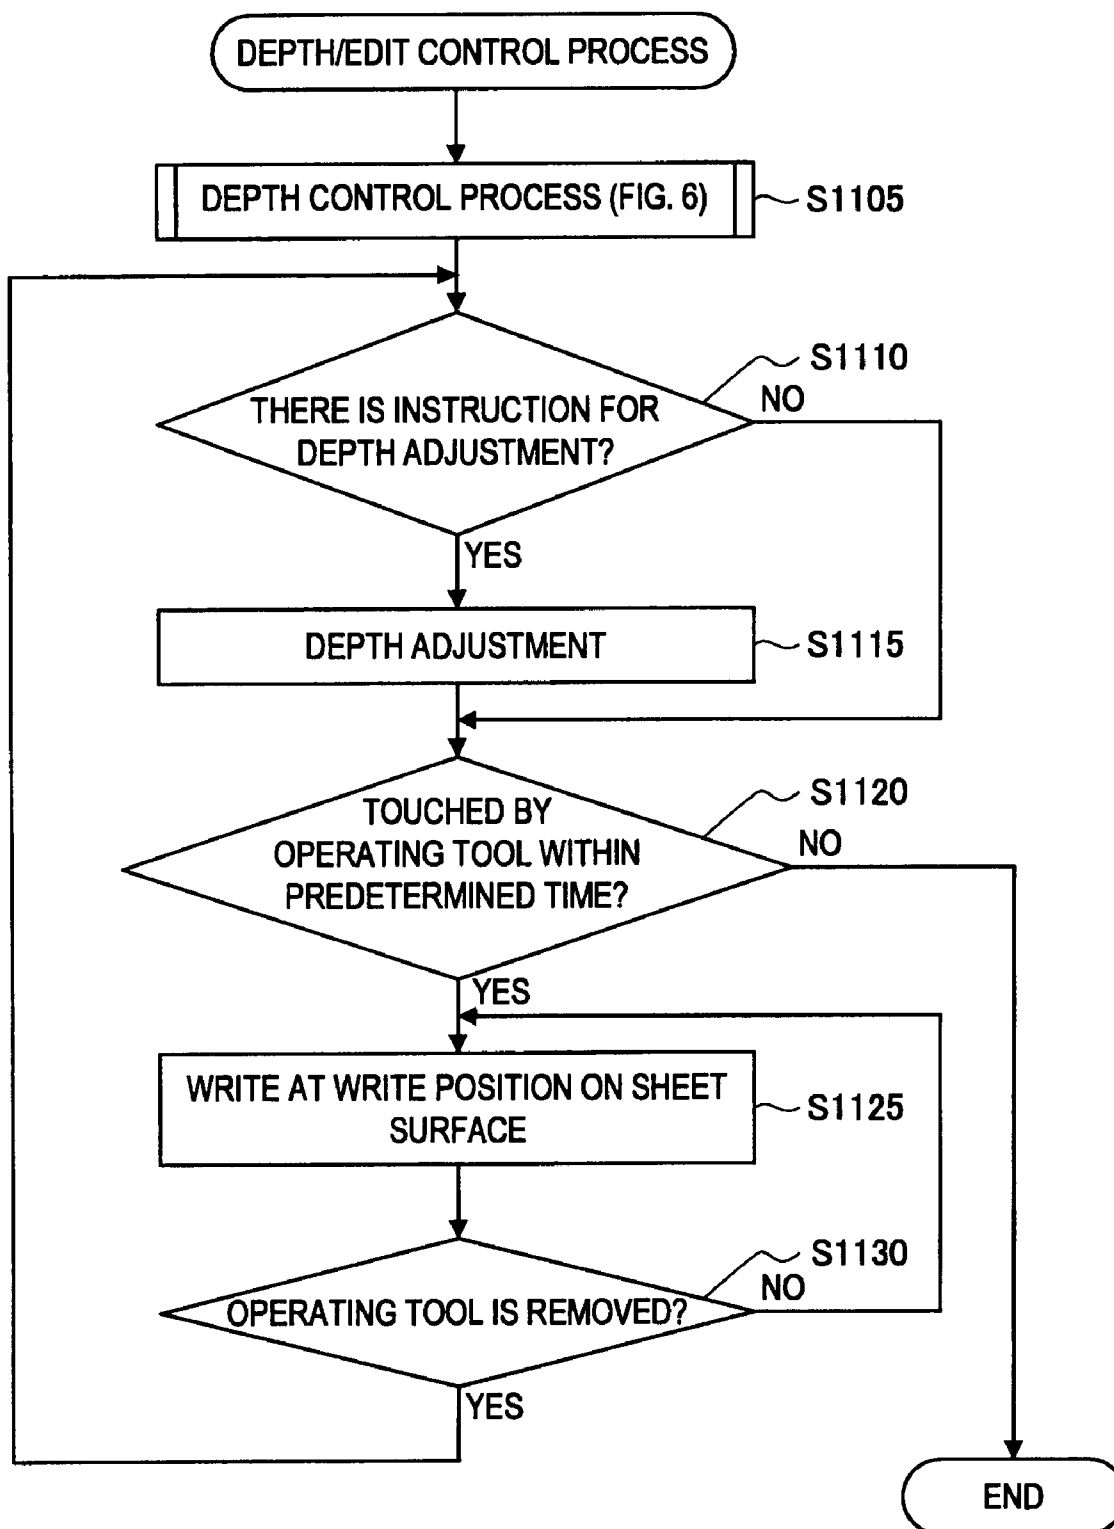 DEPTH/EDIT CONTROL PROCESS
DEPTH CONTROL PROCESS (FIG. 6)
S1105
S1110
NO
THERE IS INSTRUCTION FOR
DEPTH ADJUSTMENT?
YES
DEPTH ADJUSTMENT
S1115
S1120
TOUCHED BY
OPERATING TOOL WITHIN
PREDETERMINED TIME?
NO
YES
WRITE AT WRITE POSITION ON SHEET
SURFACE
S1125
S1130
NO
OPERATING TOOL IS REMOVED?
YES
END